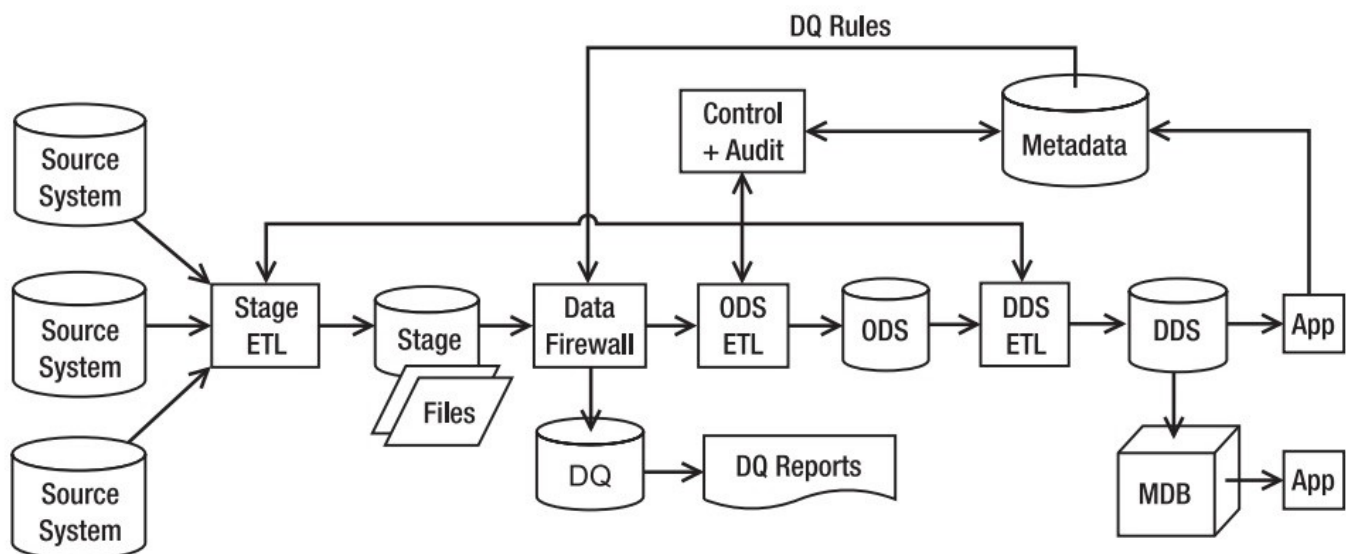 DQ Rules
Control
+ Audit
Metadata
Source
System
Source
System
Stage
ETL
Stage
Files
Data
Firewall
ODS
ETL
ODS
DDS
ETL
DDS
App
Source
System
DQ
DQ Reports
MDB
App